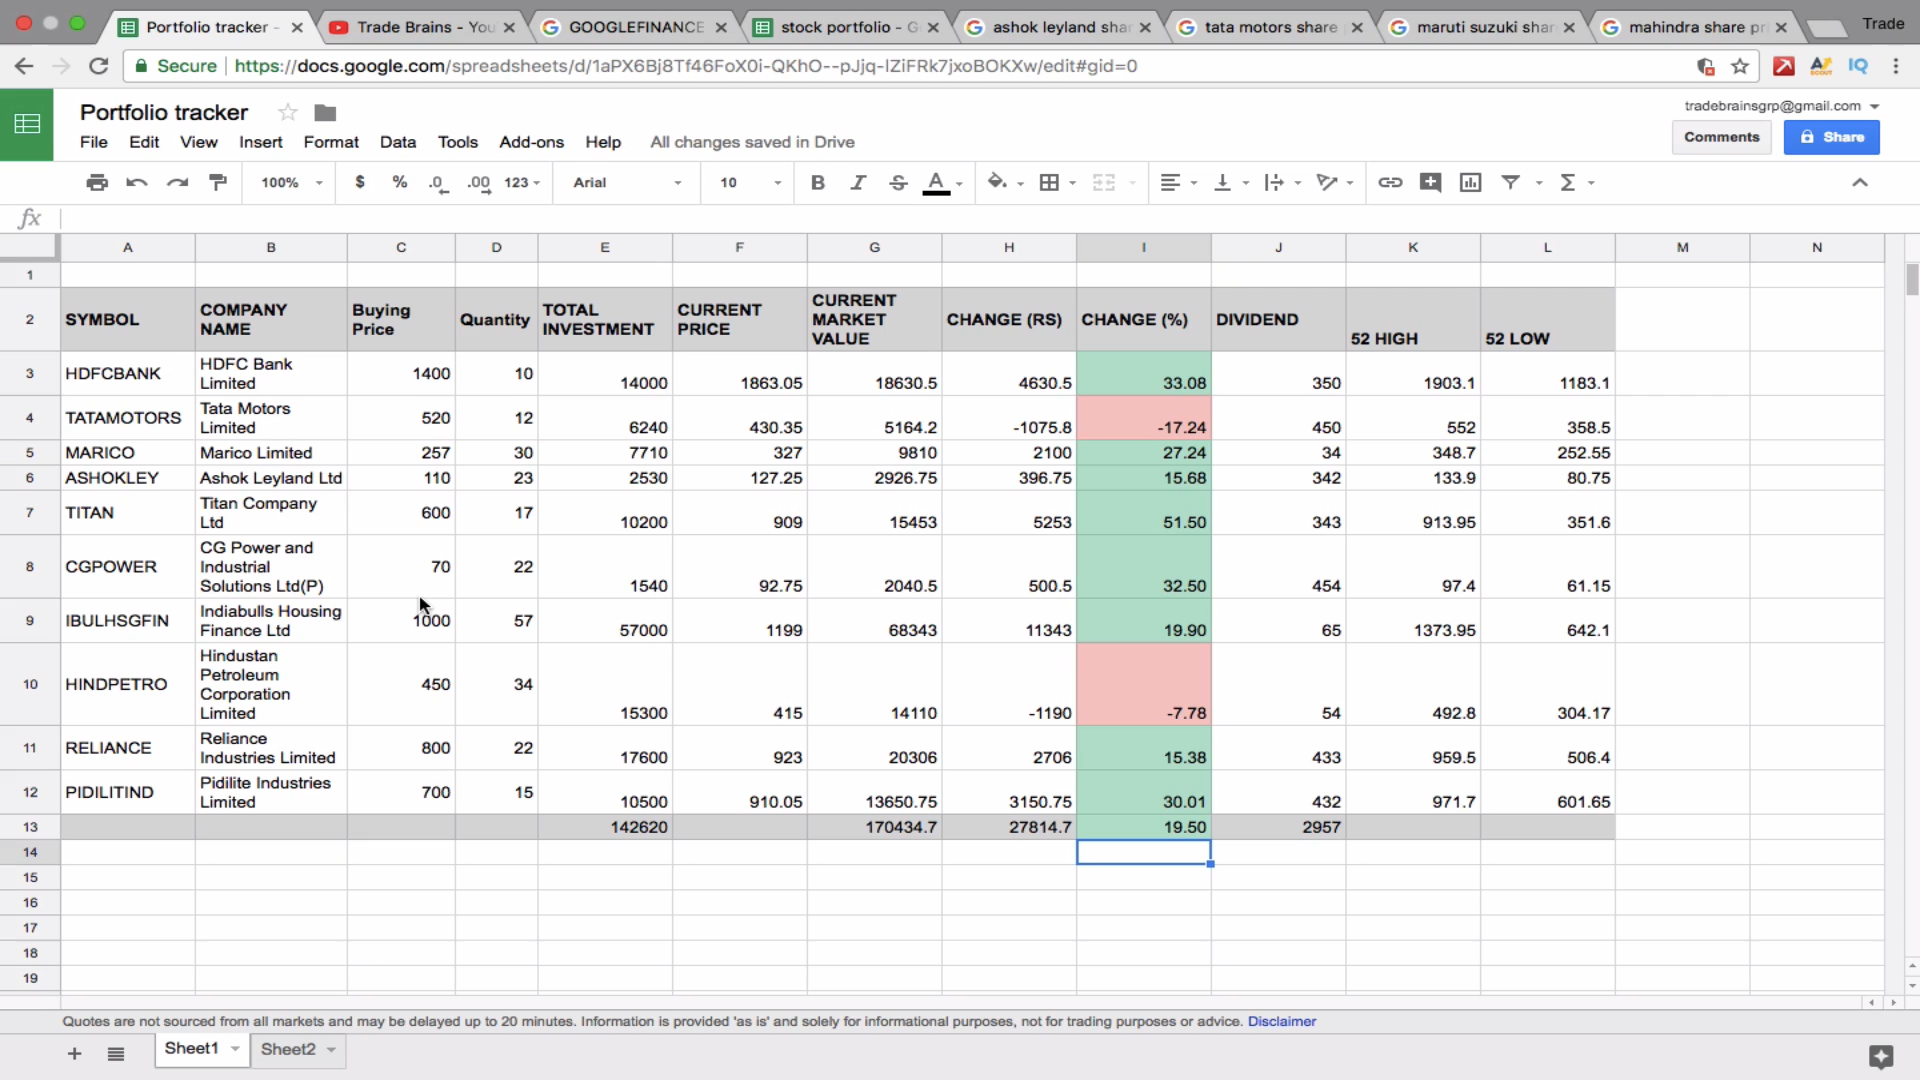 Portfolio tracker -
Trade Brains - You
GOOGLEFINANCE
stock portfolio - G
ashok leyland shar
tata motors share
maruti suzuki shar
mahindra share pri
Trade
Secure https://docs.google.com/spreadsheets/d/1aPX6Bj8Tf46FoX0i-QKhO--pJjq-lZiFRk7jxoBOKXw/edit#gid=0
IQ
Portfolio tracker
tradebrainsgrp@gmail.com
File Edit View Insert Format Data Tools Add-ons Help All changes saved in Drive
Comments Share
100% $ % .0 .00 123 Arial 10 B I S A Σ
fx
A B C D E F G H I J K L M N
1
2 SYMBOL COMPANY NAME Buying Price Quantity TOTAL INVESTMENT CURRENT PRICE CURRENT MARKET VALUE CHANGE (RS) CHANGE (%) DIVIDEND 52 HIGH 52 LOW
3 HDFCBANK HDFC Bank Limited 1400 10 14000 1863.05 18630.5 4630.5 33.08 350 1903.1 1183.1
4 TATAMOTORS Tata Motors Limited 520 12 6240 430.35 5164.2 -1075.8 -17.24 450 552 358.5
5 MARICO Marico Limited 257 30 7710 327 9810 2100 27.24 34 348.7 252.55
6 ASHOKLEY Ashok Leyland Ltd 110 23 2530 127.25 2926.75 396.75 15.68 342 133.9 80.75
7 TITAN Titan Company Ltd 600 17 10200 909 15453 5253 51.50 343 913.95 351.6
8 CGPOWER CG Power and Industrial Solutions Ltd(P) 70 22 1540 92.75 2040.5 500.5 32.50 454 97.4 61.15
9 IBULHSGFIN Indiabulls Housing Finance Ltd 1000 57 57000 1199 68343 11343 19.90 65 1373.95 642.1
10 HINDPETRO Hindustan Petroleum Corporation Limited 450 34 15300 415 14110 -1190 -7.78 54 492.8 304.17
11 RELIANCE Reliance Industries Limited 800 22 17600 923 20306 2706 15.38 433 959.5 506.4
12 PIDILITIND Pidilite Industries Limited 700 15 10500 910.05 13650.75 3150.75 30.01 432 971.7 601.65
13 142620 170434.7 27814.7 19.50 2957
14
15
16
17
18
19
Quotes are not sourced from all markets and may be delayed up to 20 minutes. Information is provided 'as is' and solely for informational purposes, not for trading purposes or advice. Disclaimer
Sheet1 Sheet2